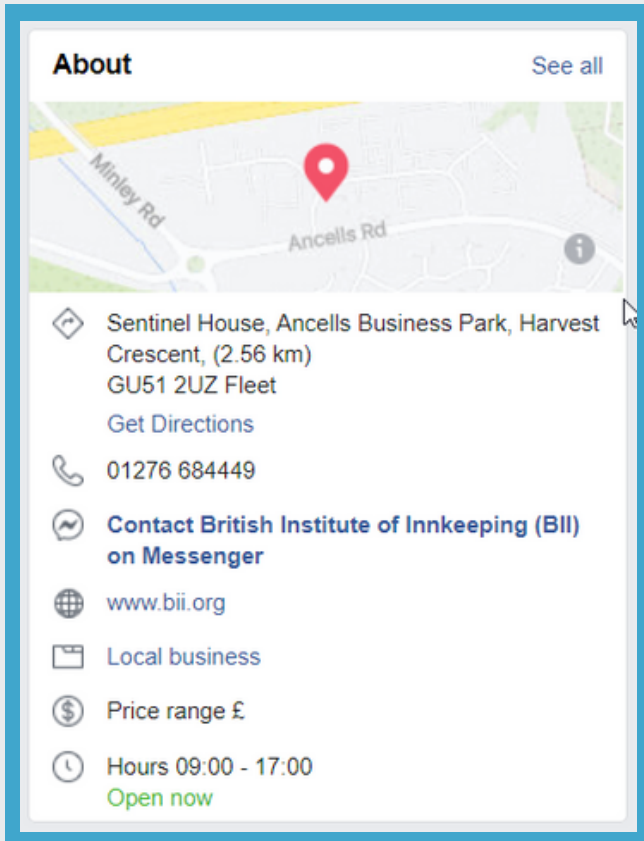 About
See all
Minley Rd
Ancells Rd
Sentinel House, Ancells Business Park, Harvest
Crescent, (2.56 km)
GU51 2UZ Fleet
Get Directions
01276 684449
Contact British Institute of Innkeeping (BII)
on Messenger
www.bii.org
Local business
Price range £
Hours 09:00 - 17:00
Open now